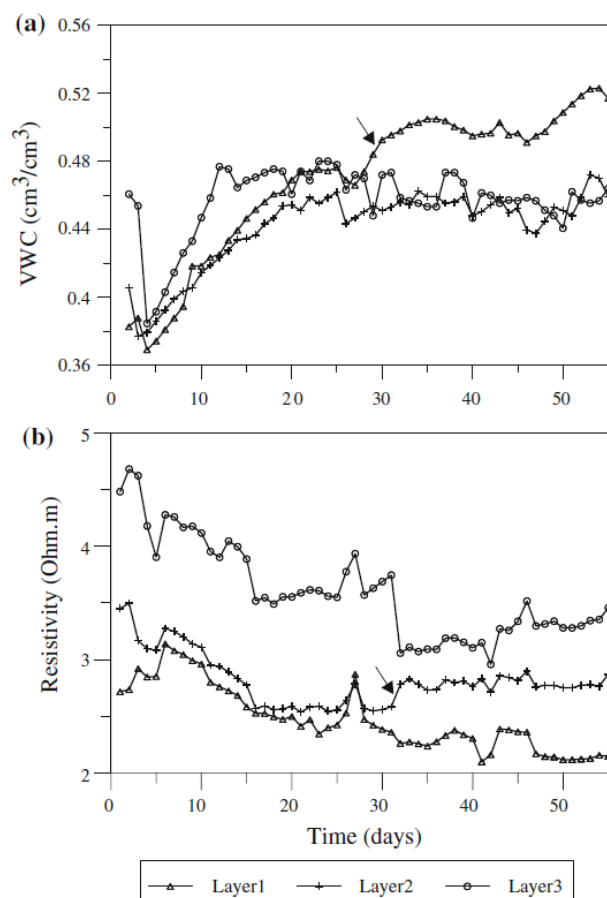 (a)
0.56
0.52
0.48
0.44
0.4
0.36
VWC (cm³/cm³)
0 10 20 30 40 50
(b)
5
4
3
2
Resistivity (Ohm.m)
0 10 20 30 40 50
Time (days)
Layer1 Layer2 Layer3